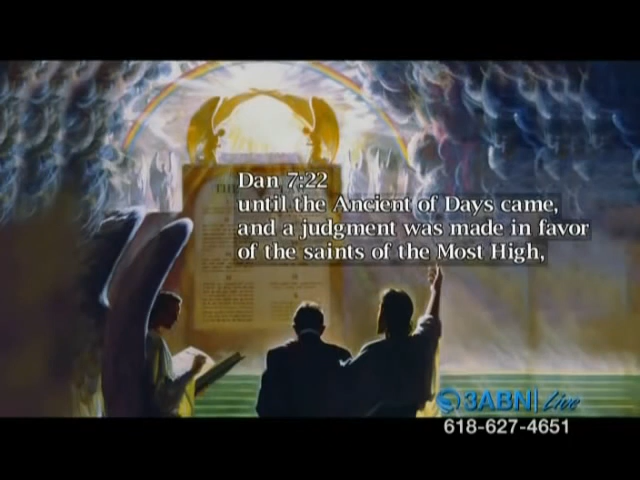 Dan 7:22
until the Ancient of Days came,
and a judgment was made in favor
of the saints of the Most High,
3ABN Live
618-627-4651